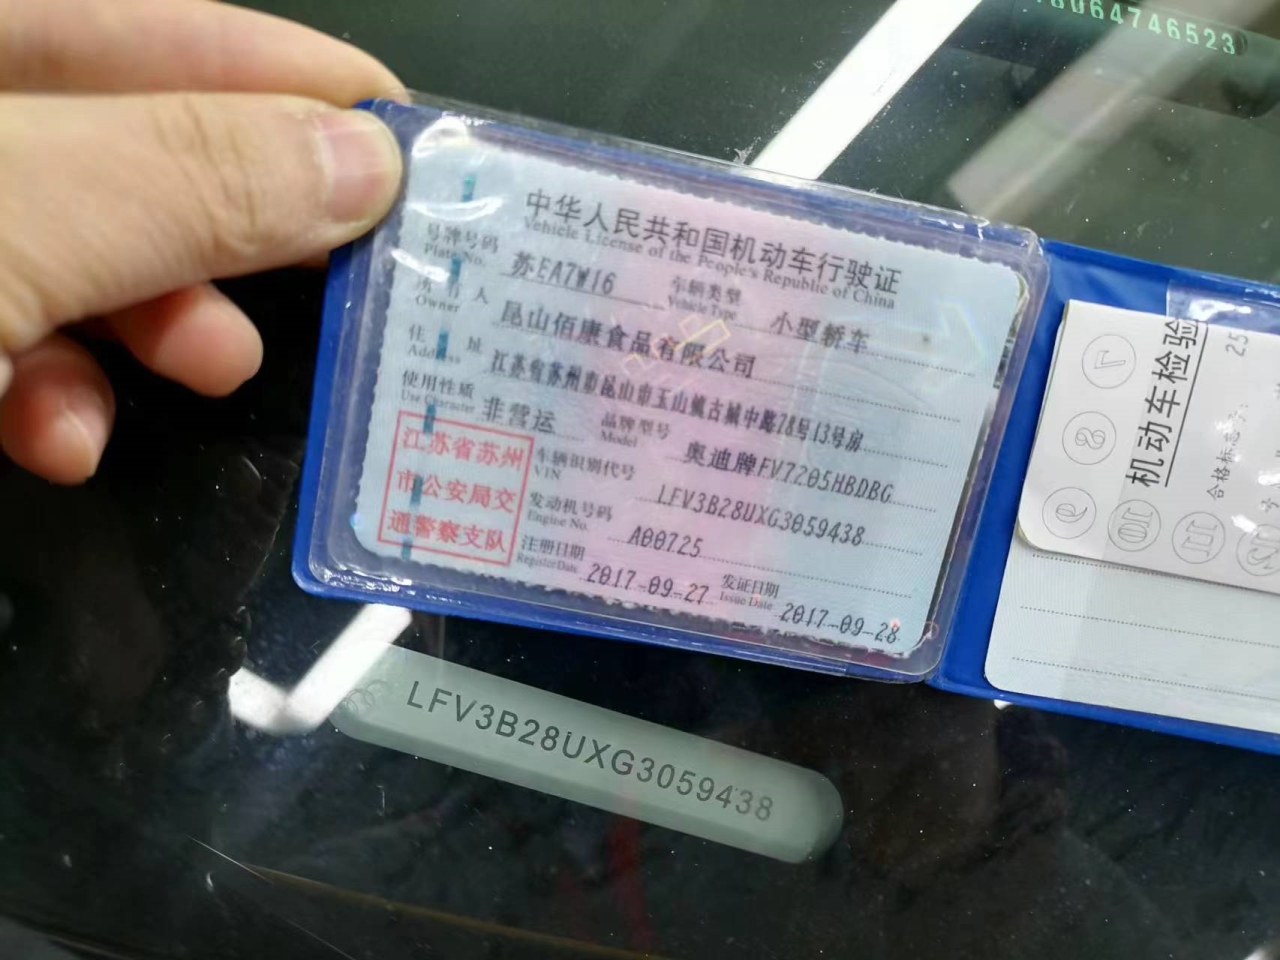 8064746523
中华人民共和国机动车行驶证
Vehicle License of the People's Republic of China
号牌号码 苏EA7W16 车辆类型 小型轿车
Plate No. Vehicle Type
所有人 昆山佰康食品有限公司
Owner
住址 江苏省苏州市昆山市玉山镇古城中路78号13号房
Address
使用性质 非营运 品牌型号 奥迪牌FV7205HBDBG
Use Character Model
车辆识别代号 LFV3B28UXG3059438
VIN
发动机号码 A00725
Engine No.
注册日期 2017-09-27 发证日期 2017-09-28
Register Date Issue Date
江苏省苏州
市公安局交
通警察支队
机动车检验
合格标志
25
7
8
9
10
11
12
LFV3B28UXG3059438